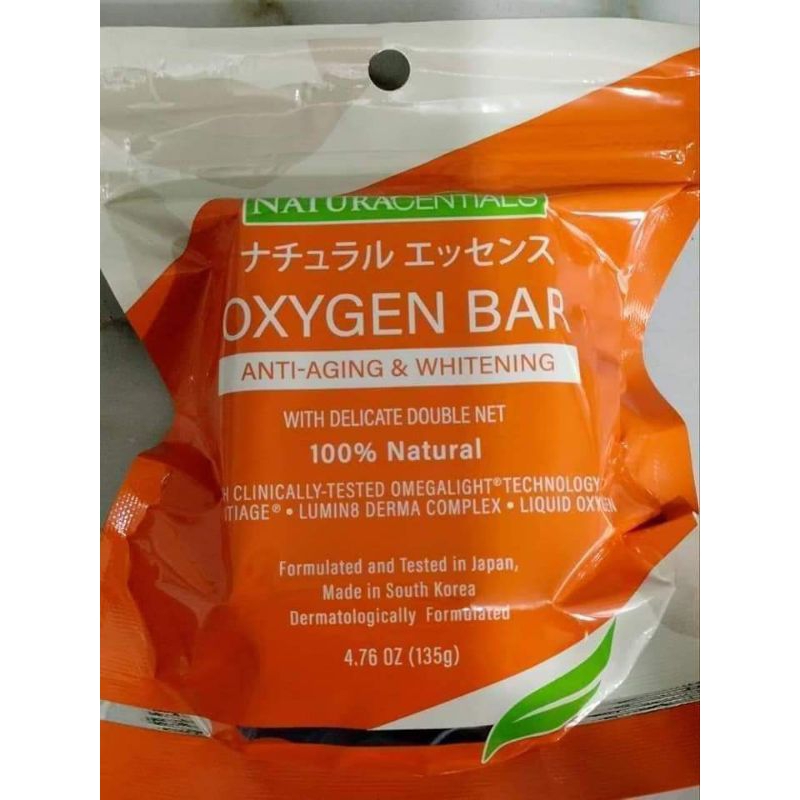 NATURACENTIALS
ナチュラル エッセンス
OXYGEN BAR
ANTI-AGING & WHITENING
WITH DELICATE DOUBLE NET
100% Natural
CLINICALLY-TESTED OMEGALIGHT® TECHNOLOGY
• LUMIN8 DERMA COMPLEX • LIQUID OXYGEN
Formulated and Tested in Japan,
Made in South Korea
Dermatologically Formulated
4.76 OZ (135g)